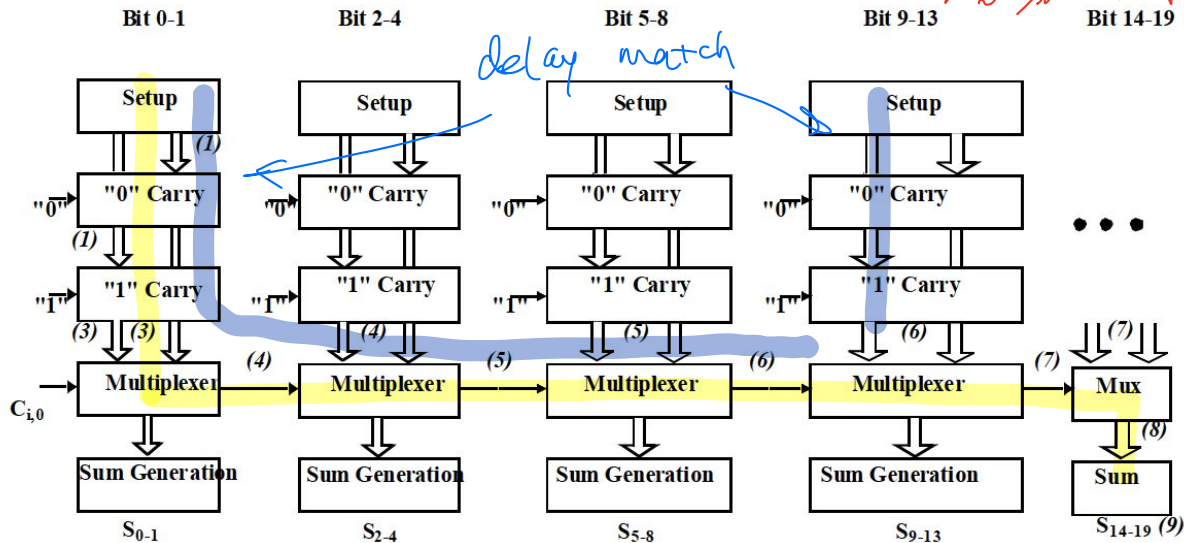 Bit 0-1 Bit 2-4 Bit 5-8 Bit 9-13 Bit 14-19
delay match
Setup Setup Setup Setup
(1)
"0" "0" Carry "0" "0" Carry "0" "0" Carry "0" "0" Carry
(1)
"1" "1" Carry "1" "1" Carry "1" "1" Carry "1" "1" Carry
(3) (3) (4) (5) (6) (7)
(4) (5) (6) (7)
Ci,0 Multiplexer Multiplexer Multiplexer Multiplexer Mux
(8)
Sum Generation Sum Generation Sum Generation Sum Generation Sum
S0-1 S2-4 S5-8 S9-13 S14-19 (9)